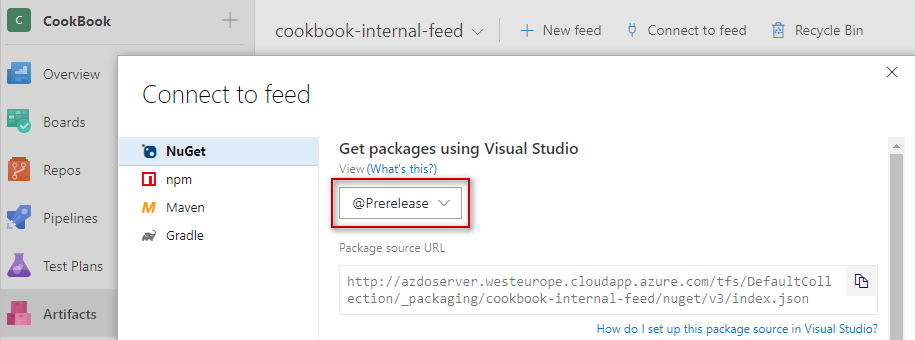 C CookBook
cookbook-internal-feed
New feed
Connect to feed
Recycle Bin
Overview
Boards
Repos
Pipelines
Test Plans
Artifacts
Connect to feed
NuGet
npm
Maven
Gradle
Get packages using Visual Studio
View (What's this?)
@Prerelease
Package source URL
http://azdoserver.westeurope.cloudapp.azure.com/tfs/DefaultColl
ection/_packaging/cookbook-internal-feed/nuget/v3/index.json
How do I set up this package source in Visual Studio?